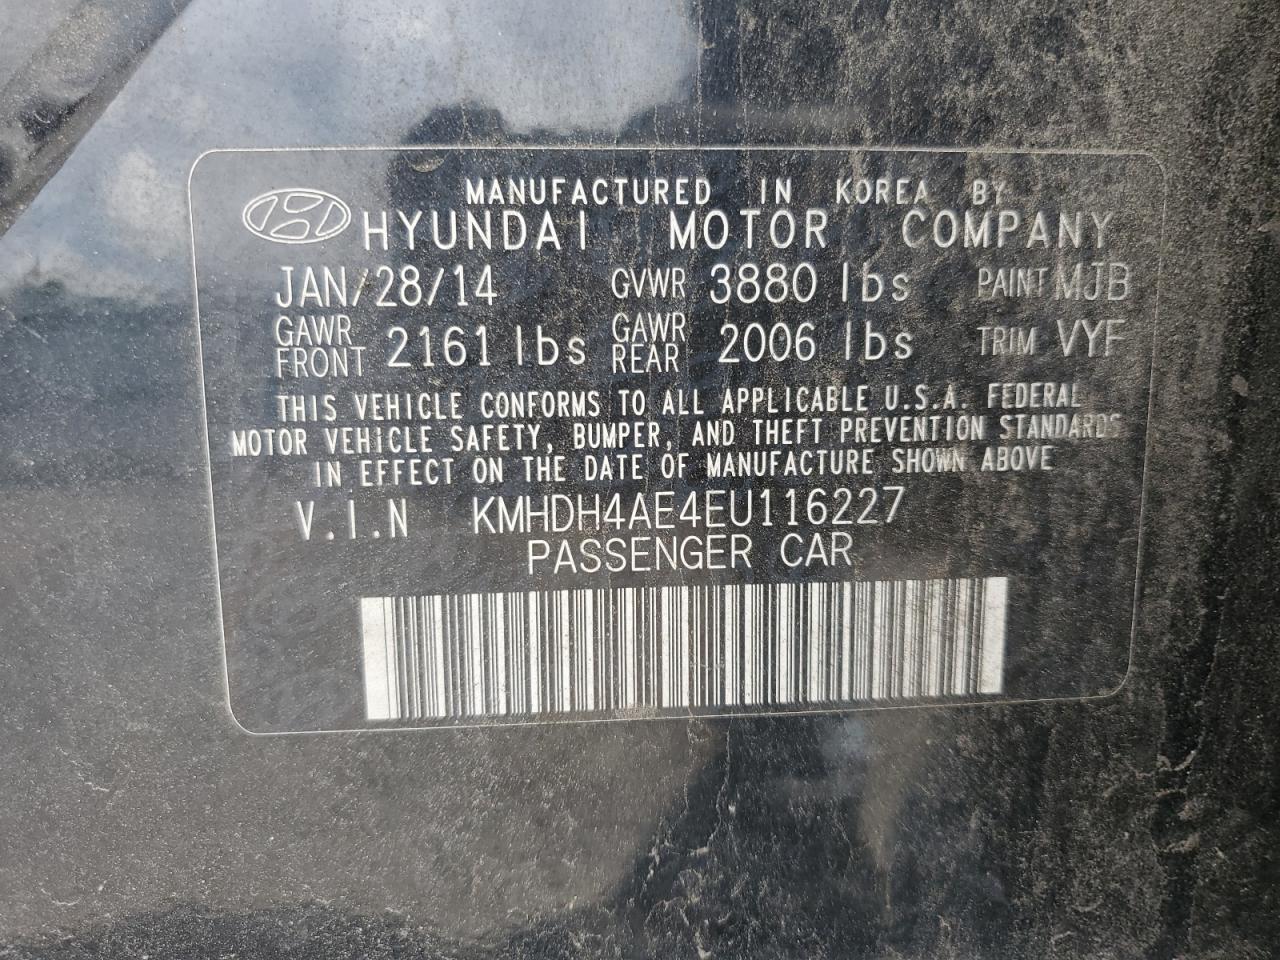 MANUFACTURED IN KOREA BY
HYUNDAI MOTOR COMPANY
JAN/28/14 GVWR 3880 lbs PAINT MJB
GAWR FRONT 2161 lbs GAWR REAR 2006 lbs TRIM VYF
THIS VEHICLE CONFORMS TO ALL APPLICABLE U.S.A. FEDERAL
MOTOR VEHICLE SAFETY, BUMPER, AND THEFT PREVENTION STANDARDS
IN EFFECT ON THE DATE OF MANUFACTURE SHOWN ABOVE
V.I.N KMHDH4AE4EU116227
PASSENGER CAR